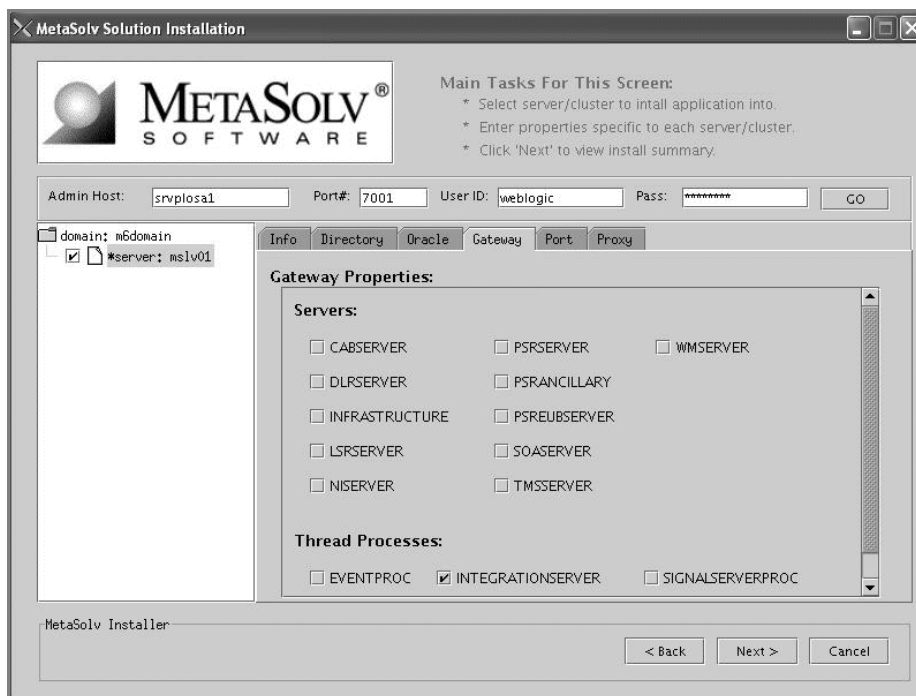 MetaSolv Solution Installation
METASOLV®
SOFTWARE
Main Tasks For This Screen:
* Select server/cluster to intall application into.
* Enter properties specific to each server/cluster.
* Click 'Next' to view install summary.
Admin Host: srvplosa1 Port#: 7001 User ID: weblogic Pass: ******** GO
domain: m6domain
*server: mslv01
Info Directory Oracle Gateway Port Proxy
Gateway Properties:
Servers:
CABSERVER PSRSERVER WMSERVER
DLRSERVER PSRANCILLARY
INFRASTRUCTURE PSREUBSERVER
LSRSERVER SOASERVER
NISERVER TMSSERVER
Thread Processes:
EVENTPROC INTEGRATIONSERVER SIGNALSERVERPROC
MetaSolv Installer
< Back Next > Cancel